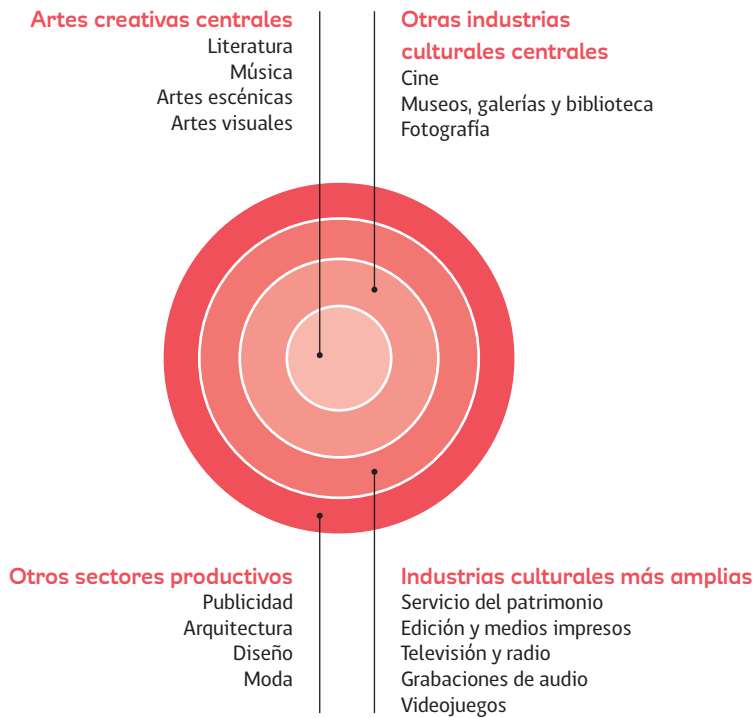 Artes creativas centrales
Literatura
Música
Artes escénicas
Artes visuales
Otras industrias
culturales centrales
Cine
Museos, galerías y biblioteca
Fotografía
Otros sectores productivos
Publicidad
Arquitectura
Diseño
Moda
Industrias culturales más amplias
Servicio del patrimonio
Edición y medios impresos
Televisión y radio
Grabaciones de audio
Videojuegos